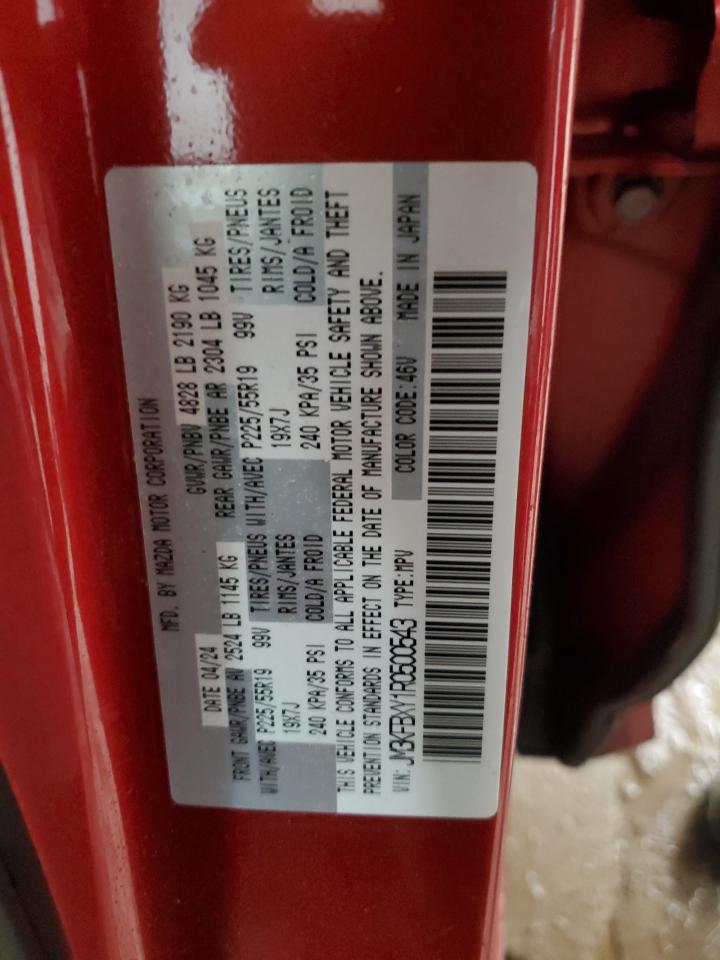 MFD. BY MAZDA MOTOR CORPORATION
DATE 04/24 GVWR/PNBV 4828 LB 2190 KG
FRONT GAWR/PNBE AV 2524 LB 1145 KG REAR GAWR/PNBE AR 2304 LB 1045 KG
WITH/AVEC P225/55R19 99V TIRES/PNEUS WITH/AVEC P225/55R19 99V TIRES/PNEUS
19X7J RIMS/JANTES 19X7J RIMS/JANTES
240 KPA/35 PSI COLD/A FROID 240 KPA/35 PSI COLD/A FROID
THIS VEHICLE CONFORMS TO ALL APPLICABLE FEDERAL MOTOR VEHICLE SAFETY AND THEFT
PREVENTION STANDARDS IN EFFECT ON THE DATE OF MANUFACTURE SHOWN ABOVE.
VIN: JM3KFBXY1R0500543 TYPE:MPV COLOR CODE:46V MADE IN JAPAN